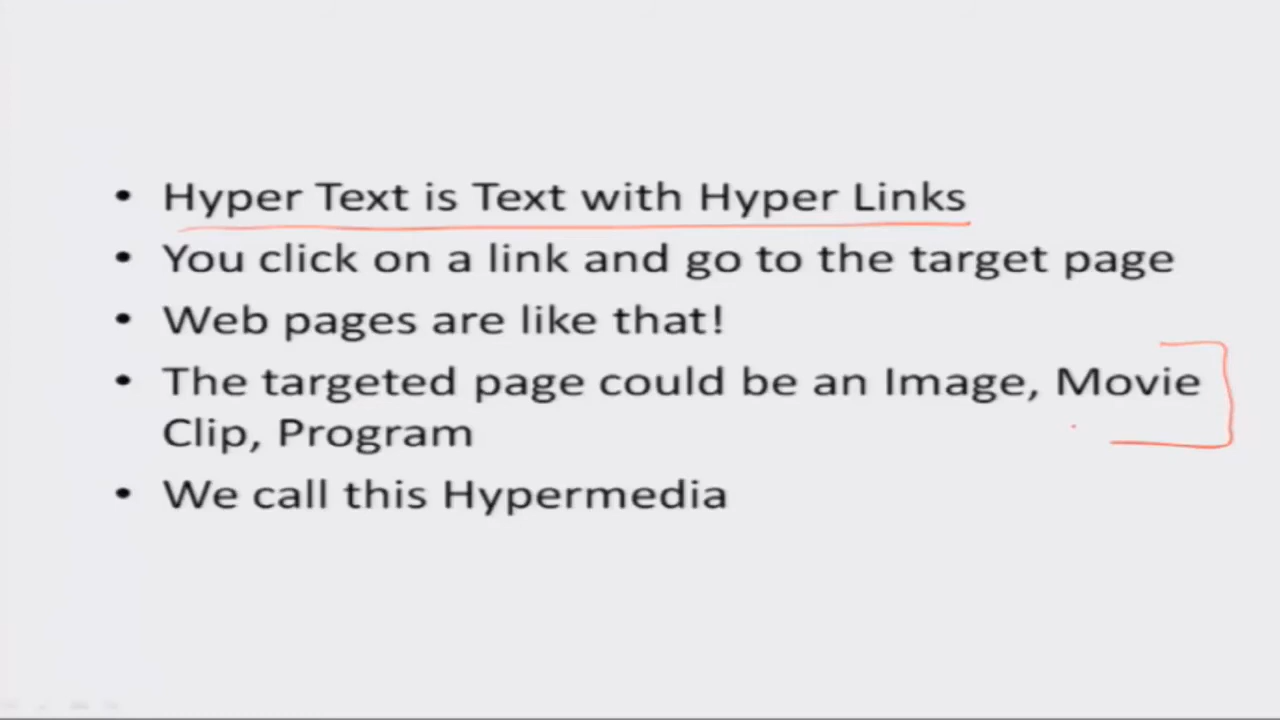 • Hyper Text is Text with Hyper Links
• You click on a link and go to the target page
• Web pages are like that!
• The targeted page could be an Image, Movie
Clip, Program
• We call this Hypermedia